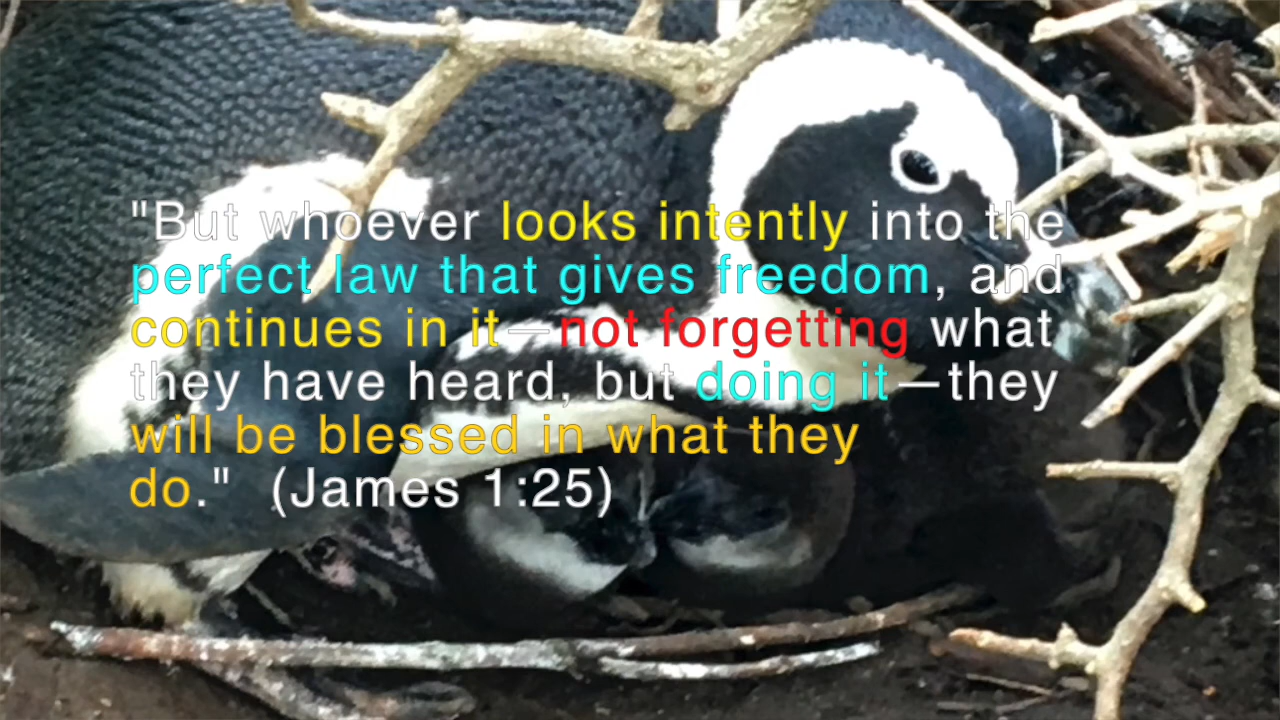 "But whoever looks intently into the
perfect law that gives freedom, and
continues in it—not forgetting what
they have heard, but doing it—they
will be blessed in what they
do." (James 1:25)